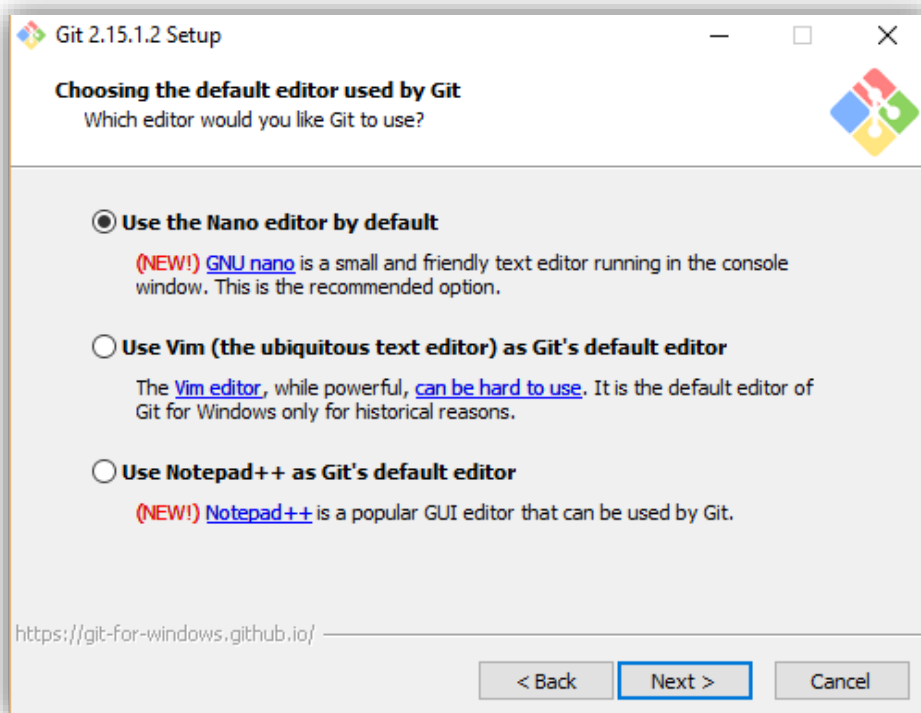 Git 2.15.1.2 Setup
Choosing the default editor used by Git
Which editor would you like Git to use?
Use the Nano editor by default
(NEW!) GNU nano is a small and friendly text editor running in the console
window. This is the recommended option.
Use Vim (the ubiquitous text editor) as Git's default editor
The Vim editor, while powerful, can be hard to use. It is the default editor of
Git for Windows only for historical reasons.
Use Notepad++ as Git's default editor
(NEW!) Notepad++ is a popular GUI editor that can be used by Git.
https://git-for-windows.github.io/
< Back Next > Cancel